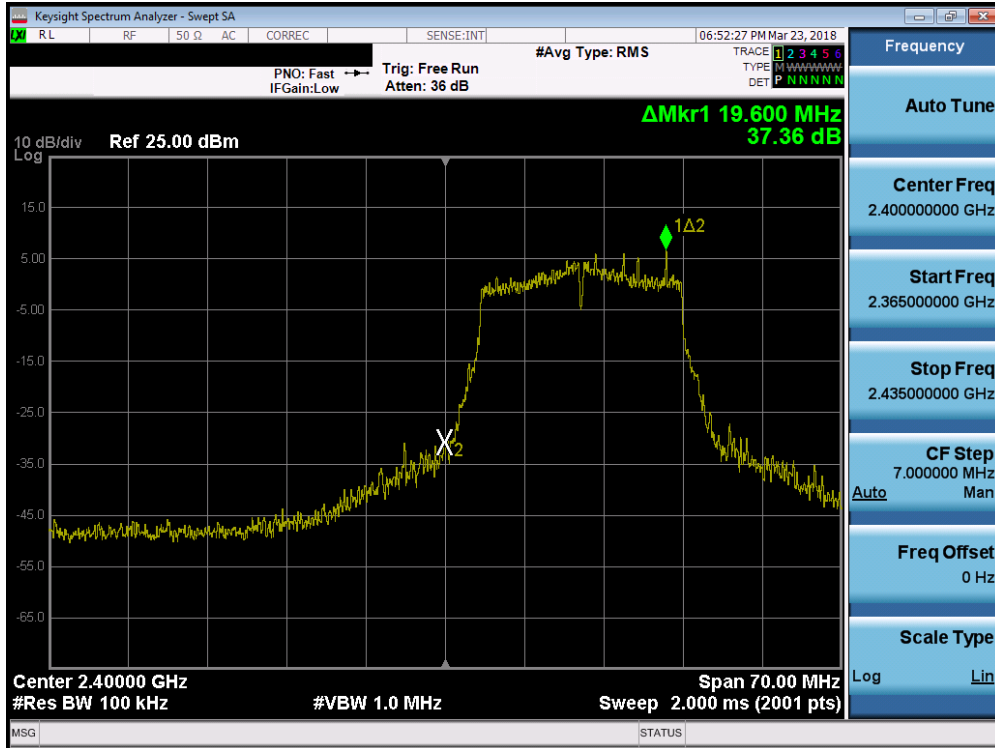 Keysight Spectrum Analyzer - Swept SA
LXI RL RF 50 Ω AC CORREC SENSE:INT 06:52:27 PM Mar 23, 2018
#Avg Type: RMS TRACE 1 2 3 4 5 6
PNO: Fast Trig: Free Run TYPE M W W W W W
IFGain:Low Atten: 36 dB DET P N N N N N
ΔMkr1 19.600 MHz
37.36 dB
10 dB/div Ref 25.00 dBm
Log
15.0
1Δ2
5.00
-5.00
-15.0
-25.0
X2
-35.0
-45.0
-55.0
-65.0
Center 2.40000 GHz Span 70.00 MHz
#Res BW 100 kHz #VBW 1.0 MHz Sweep 2.000 ms (2001 pts)
MSG STATUS
Frequency
Auto Tune
Center Freq
2.400000000 GHz
Start Freq
2.365000000 GHz
Stop Freq
2.435000000 GHz
CF Step
7.000000 MHz
Auto Man
Freq Offset
0 Hz
Scale Type
Log Lin